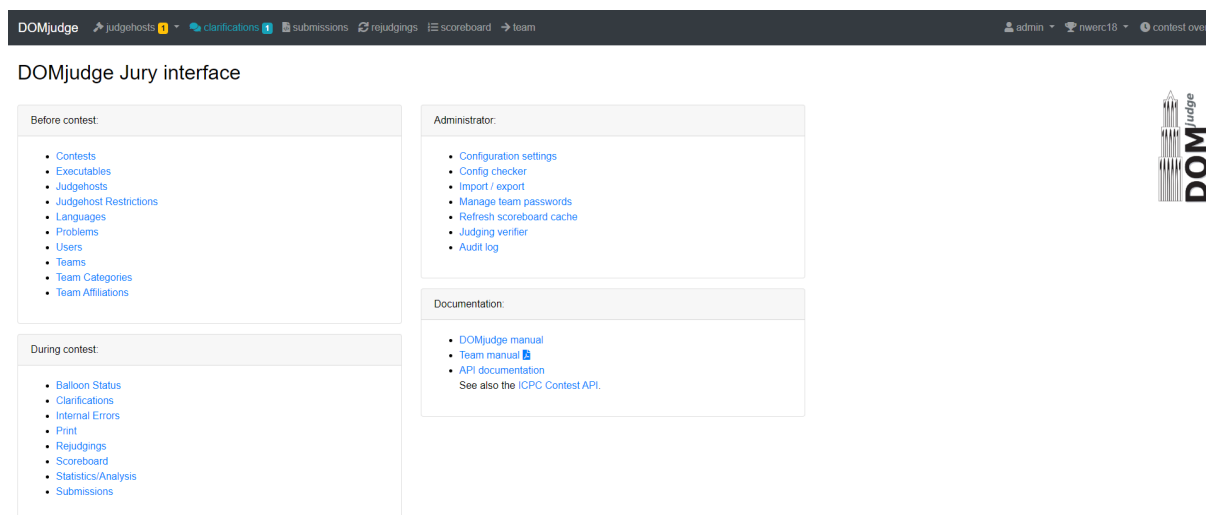 DOMjudge judgehosts 1 clarifications 1 submissions rejudgings scoreboard team admin nwerc18 contest over
DOMjudge Jury interface
Before contest:
Contests
Executables
Judgehosts
Judgehost Restrictions
Languages
Problems
Users
Teams
Team Categories
Team Affiliations
During contest:
Balloon Status
Clarifications
Internal Errors
Print
Rejudgings
Scoreboard
Statistics/Analysis
Submissions
Administrator:
Configuration settings
Config checker
Import / export
Manage team passwords
Refresh scoreboard cache
Judging verifier
Audit log
Documentation:
DOMjudge manual
Team manual
API documentation
See also the ICPC Contest API.
DOMjudge